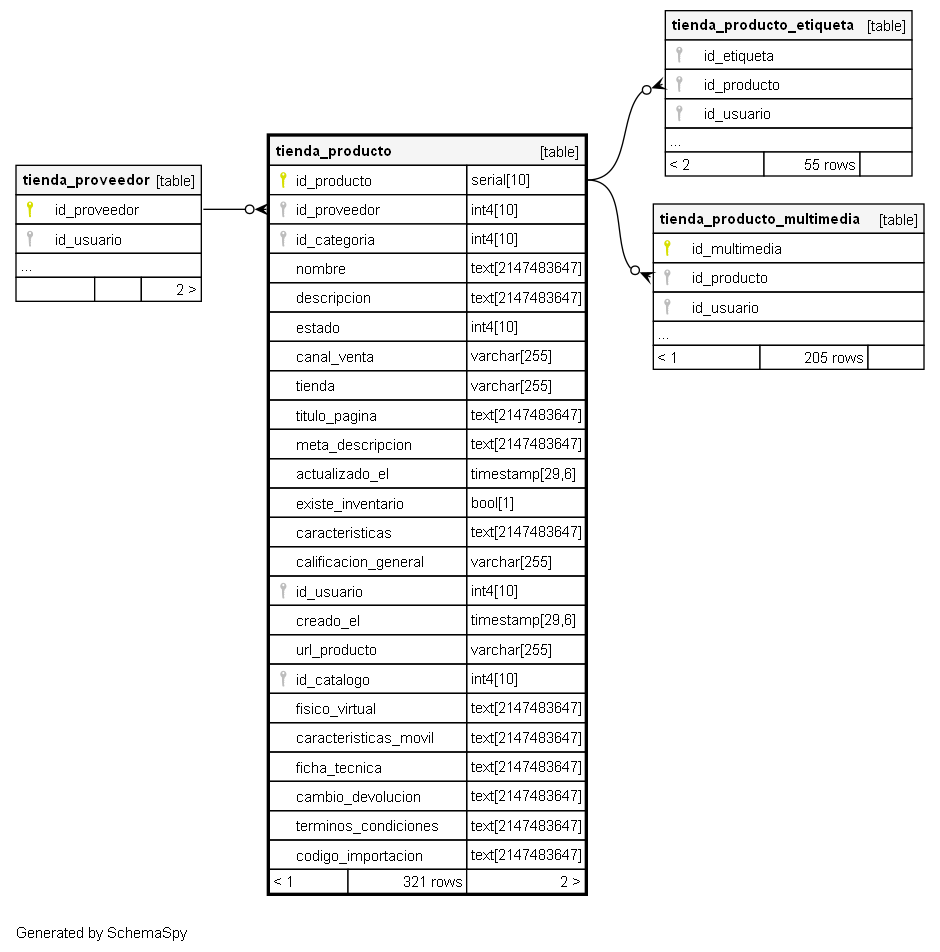 tienda_proveedor [table]
id_proveedor
id_usuario
...
2 >
tienda_producto [table]
id_producto serial[10]
id_proveedor int4[10]
id_categoria int4[10]
nombre text[2147483647]
descripcion text[2147483647]
estado int4[10]
canal_venta varchar[255]
tienda varchar[255]
titulo_pagina text[2147483647]
meta_descripcion text[2147483647]
actualizado_el timestamp[29,6]
existe_inventario bool[1]
caracteristicas text[2147483647]
calificacion_general varchar[255]
id_usuario int4[10]
creado_el timestamp[29,6]
url_producto varchar[255]
id_catalogo int4[10]
fisico_virtual text[2147483647]
caracteristicas_movil text[2147483647]
ficha_tecnica text[2147483647]
cambio_devolucion text[2147483647]
terminos_condiciones text[2147483647]
codigo_importacion text[2147483647]
< 1 321 rows 2 >
tienda_producto_etiqueta [table]
id_etiqueta
id_producto
id_usuario
...
< 2 55 rows
tienda_producto_multimedia [table]
id_multimedia
id_producto
id_usuario
...
< 1 205 rows
Generated by SchemaSpy